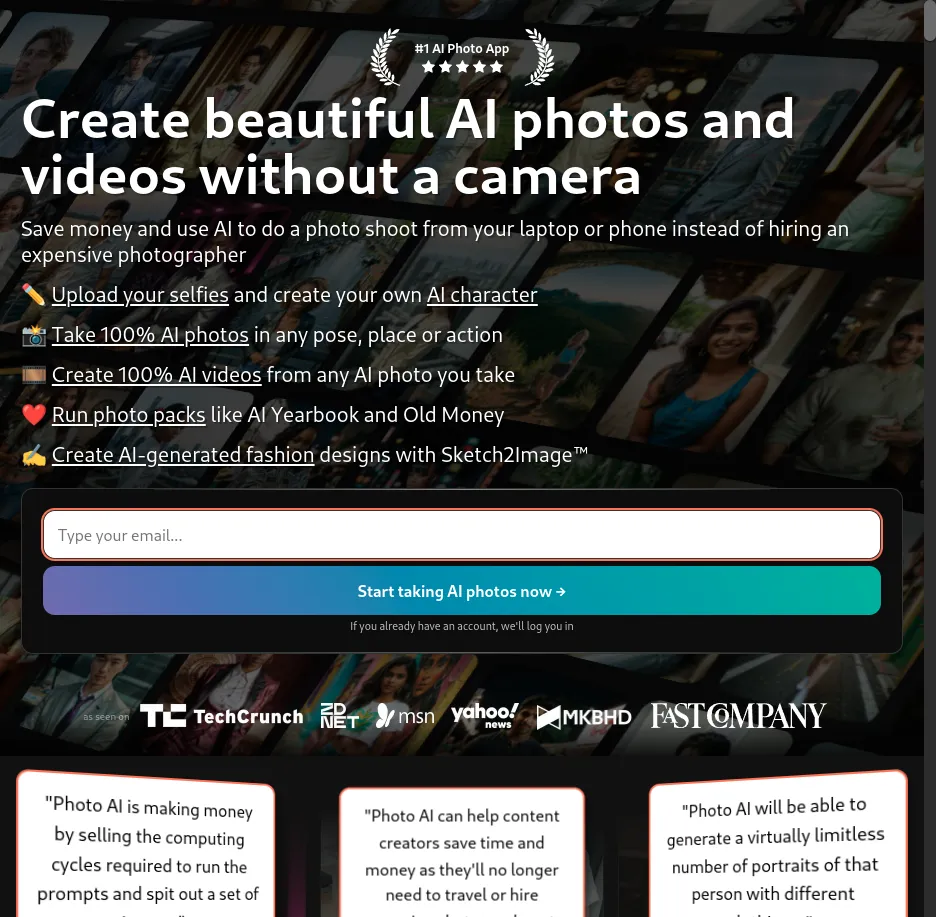 #1 AI Photo App
Create beautiful AI photos and
videos without a camera
Save money and use AI to do a photo shoot from your laptop or phone instead of hiring an
expensive photographer
✏️ Upload your selfies and create your own AI character
📸 Take 100% AI photos in any pose, place or action
🎞️ Create 100% AI videos from any AI photo you take
❤️ Run photo packs like AI Yearbook and Old Money
✍️ Create AI-generated fashion designs with Sketch2Image™
Type your email...
Start taking AI photos now →
If you already have an account, we'll log you in
as seen on TC TechCrunch ZDNET msn yahoo! news MKBHD FAST COMPANY
"Photo AI is making money
by selling the computing
cycles required to run the
prompts and spit out a set of
"Photo AI can help content
creators save time and
money as they'll no longer
need to travel or hire
"Photo AI will be able to
generate a virtually limitless
number of portraits of that
person with different